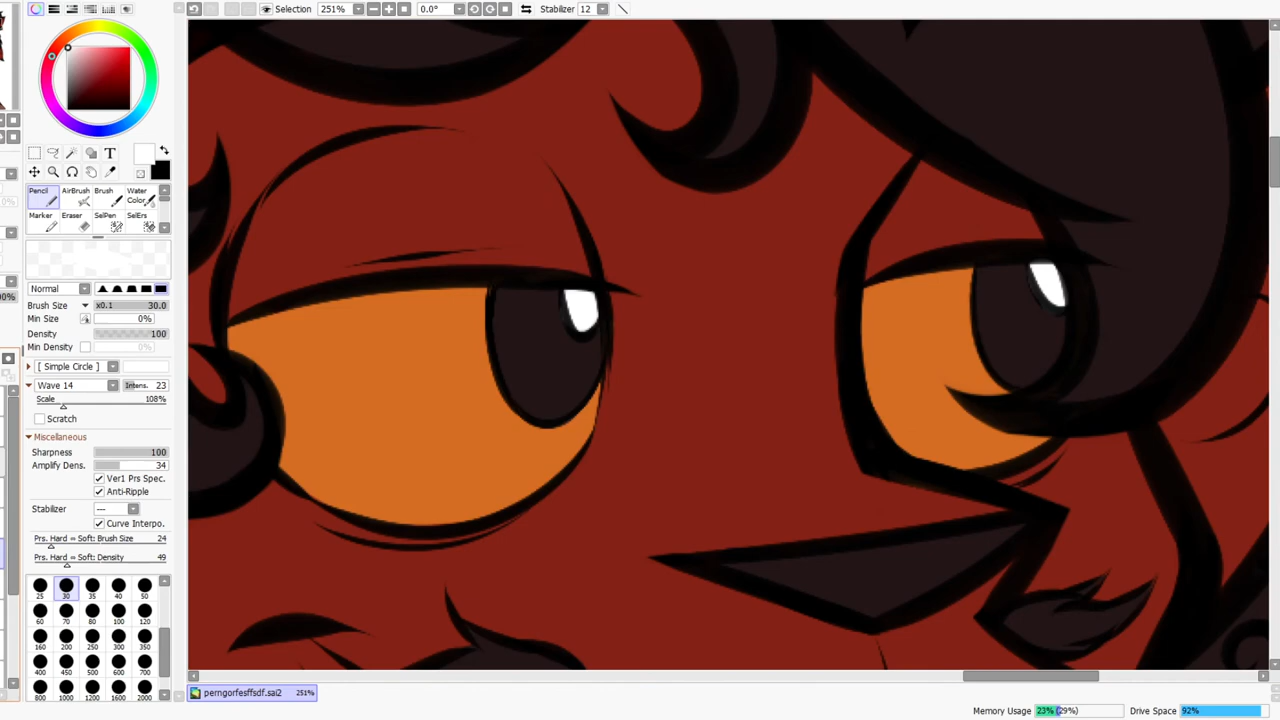 Selection 251% 0.0° Stabilizer 12
T
Pencil AirBrush Brush Water Color
Marker Eraser SelPen SelErs
Normal
Brush Size x0.1 30.0
Min Size 0%
Density 100
Min Density 0%
[ Simple Circle ]
Wave 14 Intens. 23
Scale 108%
Scratch
Miscellaneous
Sharpness 100
Amplify Dens. 34
Ver1 Prs Spec.
Anti-Ripple
Stabilizer ---
Curve Interpo.
Prs. Hard ⇔ Soft: Brush Size 24
Prs. Hard ⇔ Soft: Density 49
25 30 35 40 50
60 70 80 100 120
160 200 250 300 350
400 450 500 600 700
800 1000 1200 1600 2000
perngorfesffsdf.sai2 251%
Memory Usage 23% (29%) Drive Space 92%